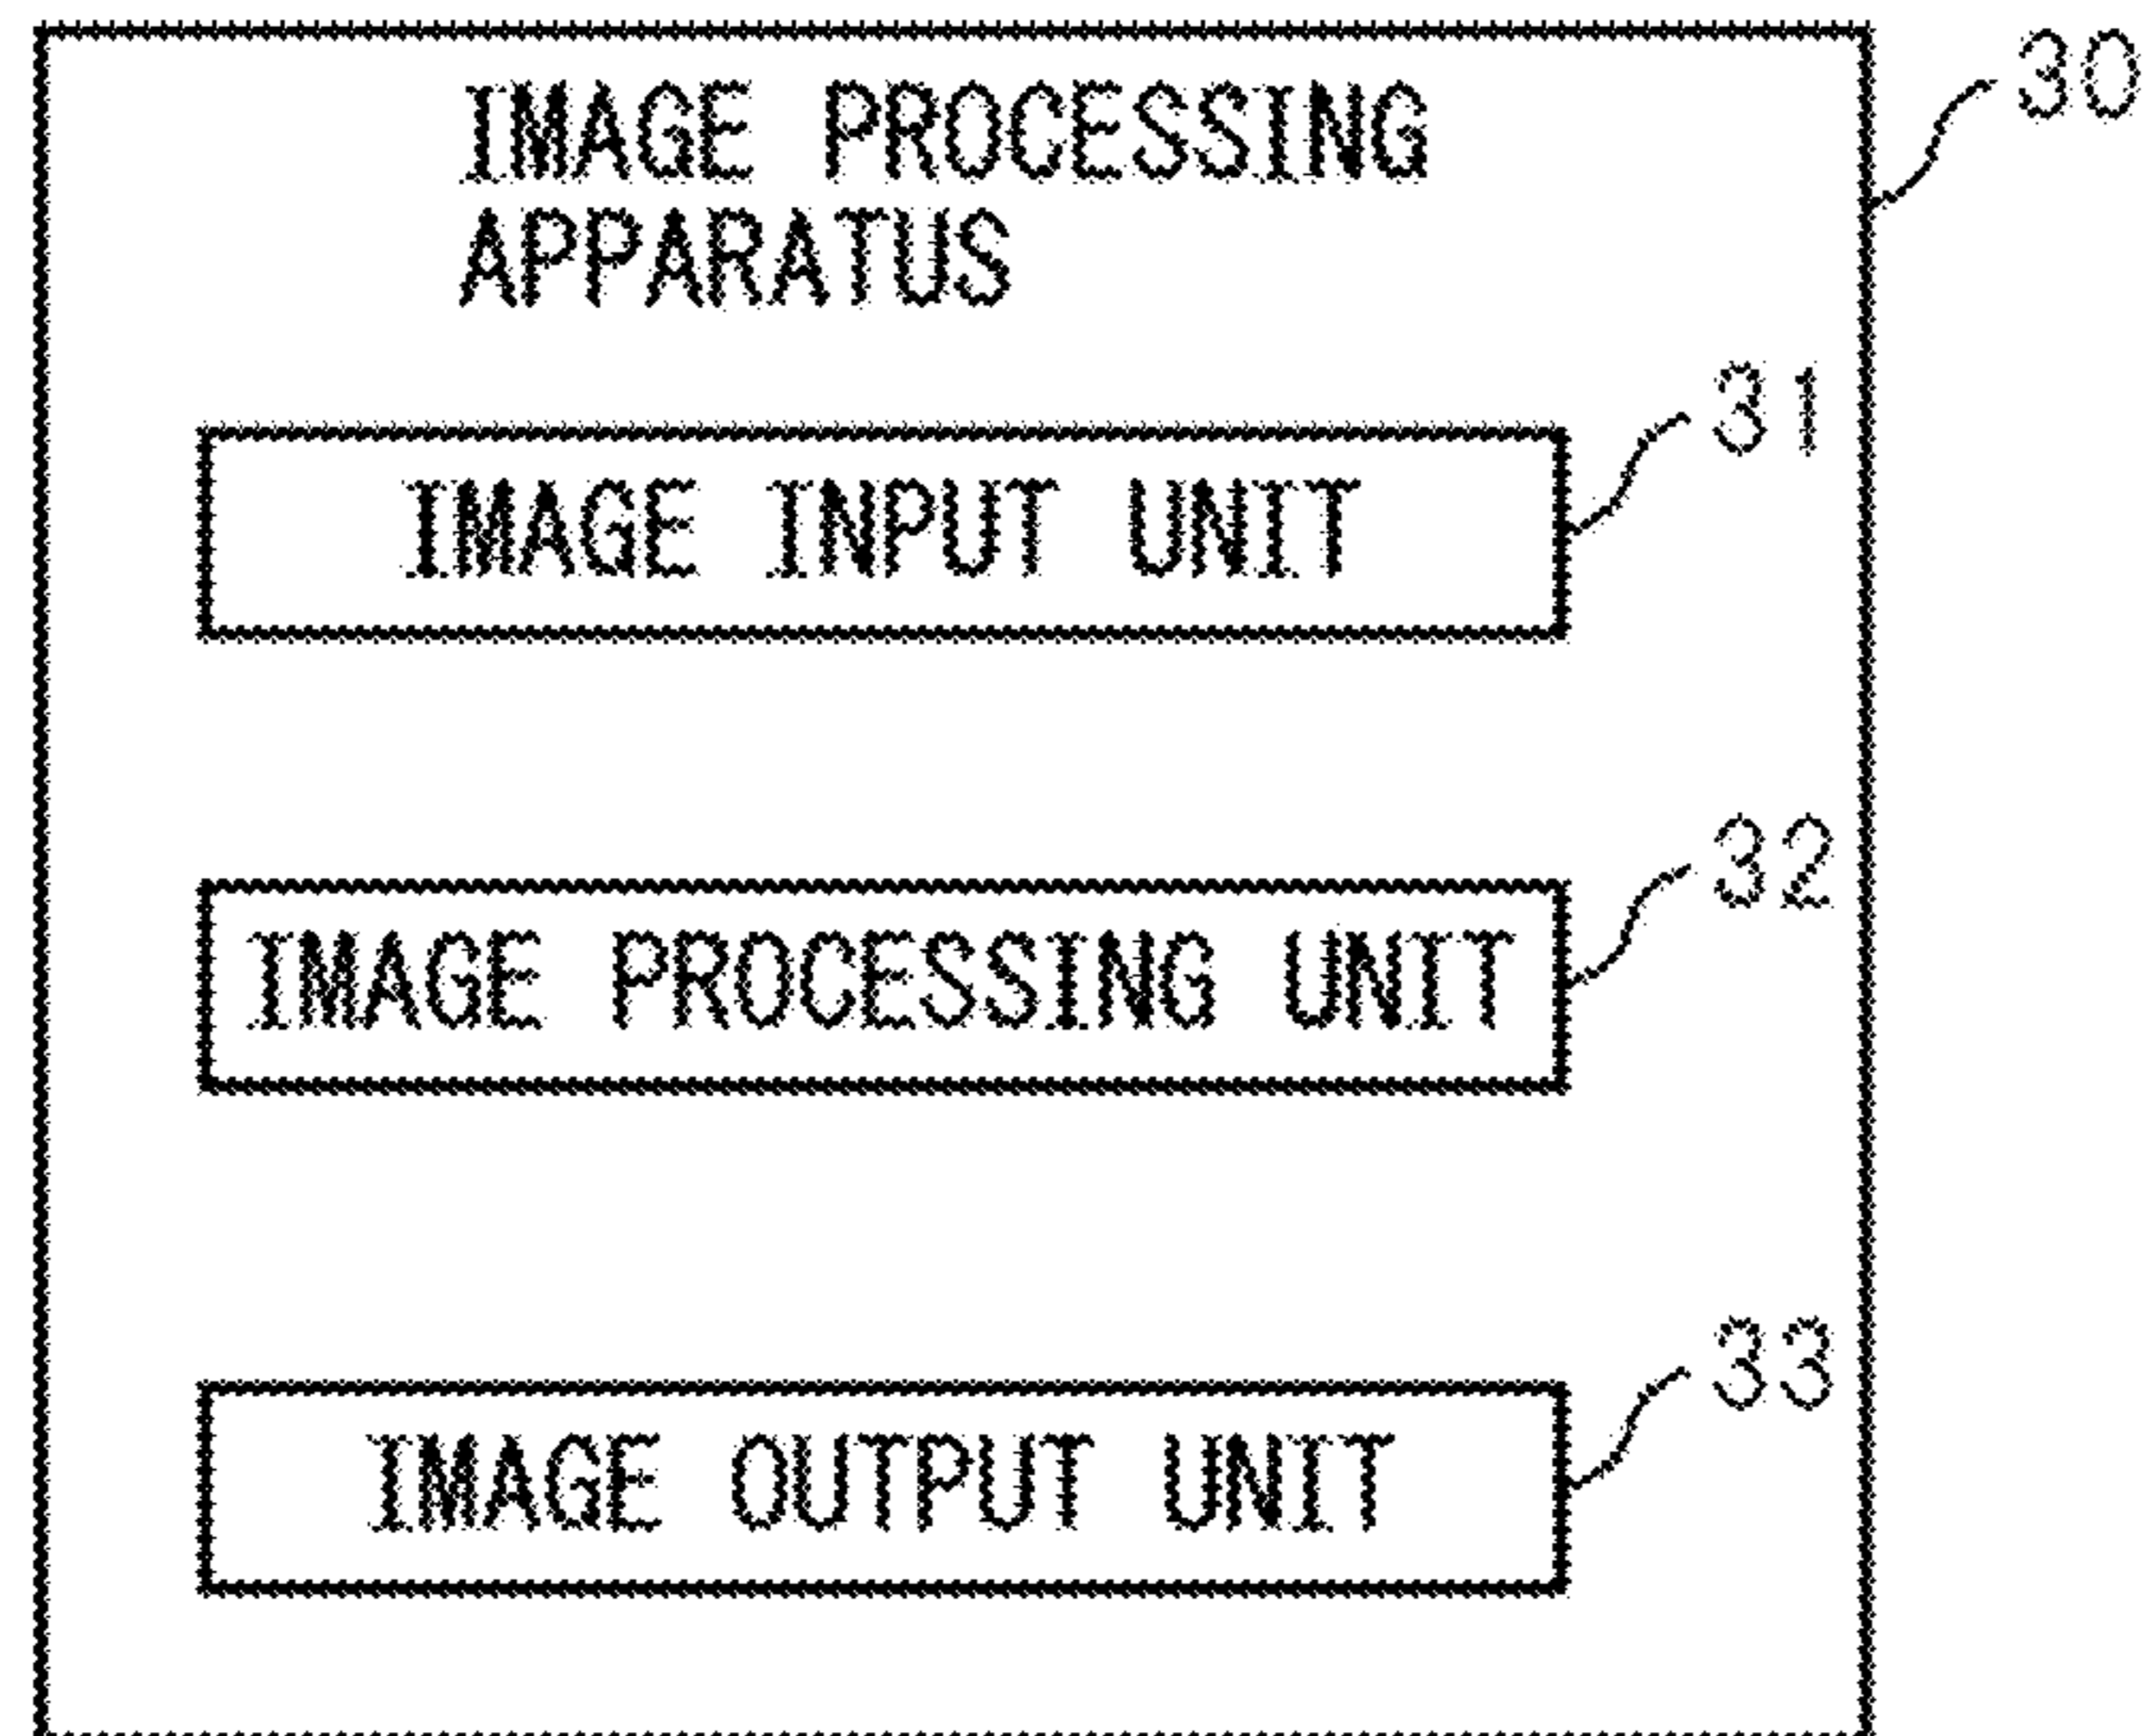 30
IMAGE PROCESSING
APPARATUS
31
IMAGE INPUT UNIT
32
IMAGE PROCESSING UNIT
33
IMAGE OUTPUT UNIT